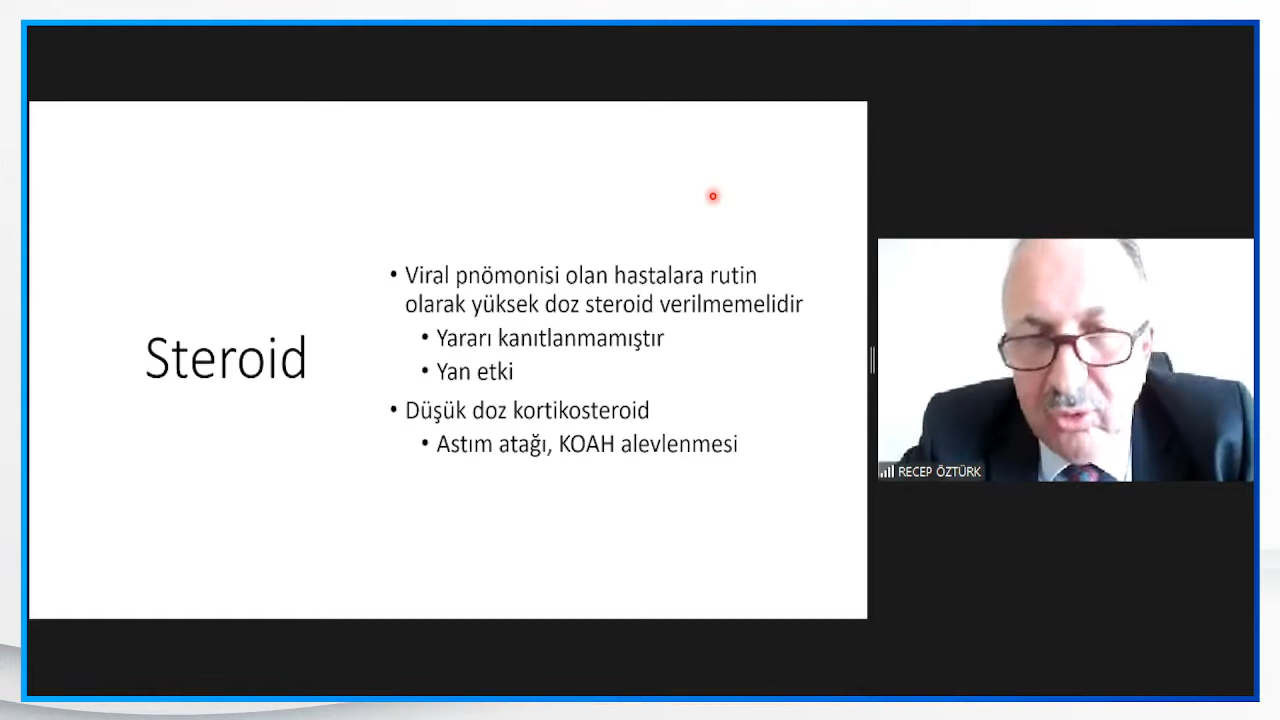 Steroid
• Viral pnömonisi olan hastalara rutin
olarak yüksek doz steroid verilmemelidir
• Yararı kanıtlanmamıştır
• Yan etki
• Düşük doz kortikosteroid
• Astım atağı, KOAH alevlenmesi
RECEP ÖZTÜRK